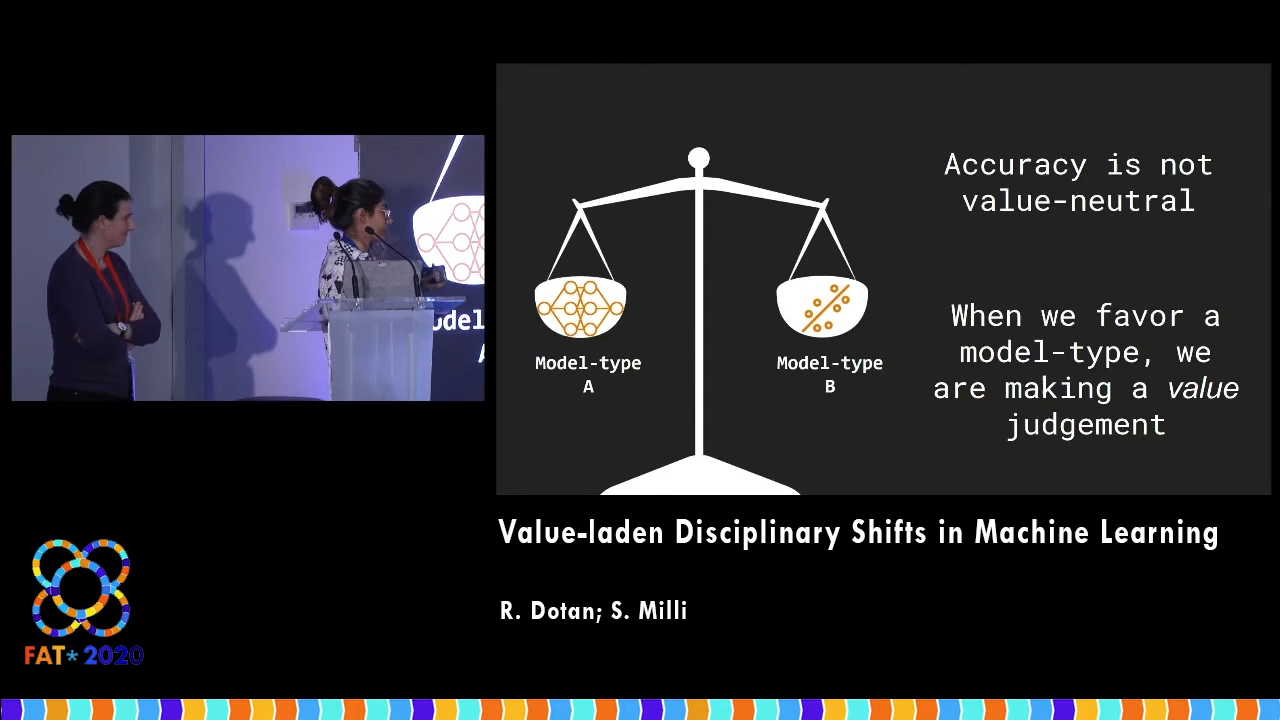 Accuracy is not
value-neutral
When we favor a
model-type, we
are making a value
judgement
Model-type
A
Model-type
B
Value-laden Disciplinary Shifts in Machine Learning
R. Dotan; S. Milli
FAT* 2020